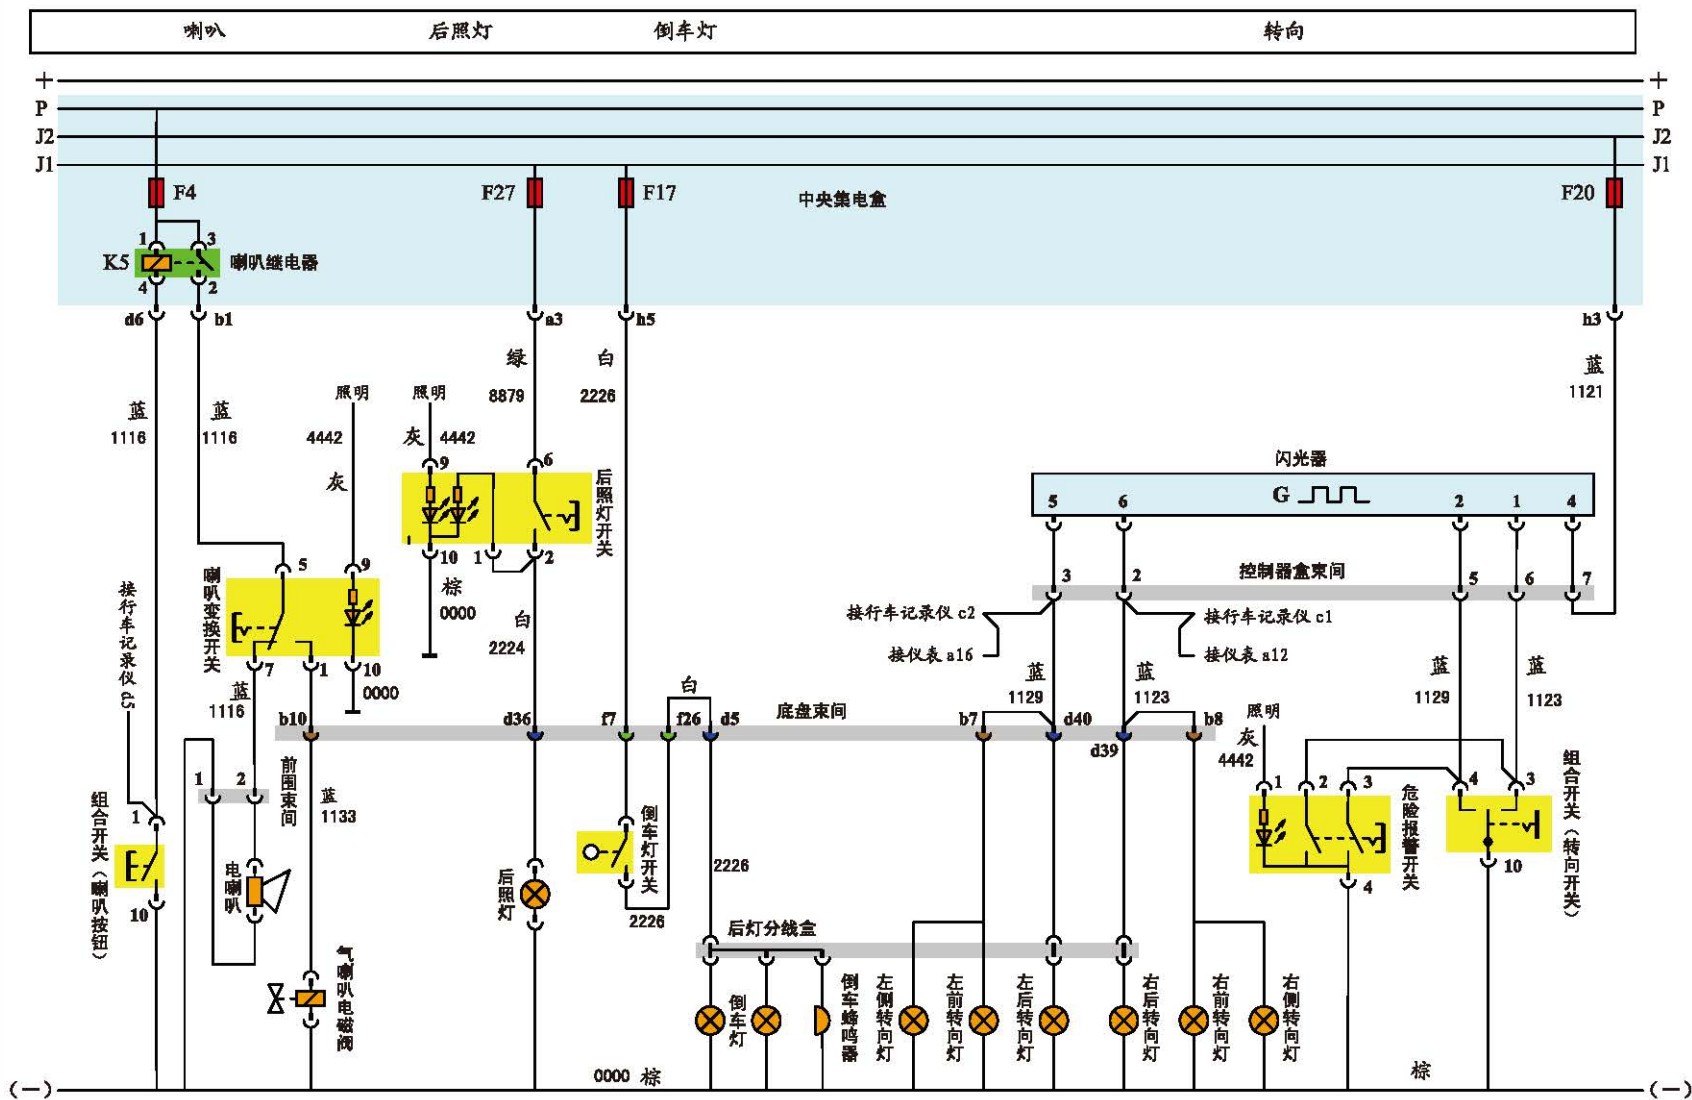 喇叭 后照灯 倒车灯 转向
+ +
P P
J2 J2
J1 J1
F4 F27 F17 中央集电盒 F20
1 3
K5 喇叭继电器
4 2
d6 b1 a3 h5 h3
绿 白 蓝
照明 照明 8879 2226 1121
蓝 蓝
1116 1116 4442 灰 4442
灰
9 6 后照灯开关
10 1 2
棕
0000
白
2224
闪光器
G
5 6 2 1 4
控制器盒束间
3 2 5 6 7
接行车记录仪 c2 接行车记录仪 c1
接仪表 a16 接仪表 a12
蓝 蓝 蓝 蓝
1129 1123 1129 1123
5 9
喇叭变换开关
接行车记录仪 d5
7 1 10
0000
蓝
1116
白
底盘束间
b10 d36 f7 f26 d5 b7 d40 d39 b8
照明
灰
4442
1 2
前围束间
蓝
1133
1 2 3 4 3
危险报警开关
4
组合开关（转向开关）
10
组合开关（喇叭按钮）
1
10
电喇叭
气喇叭电磁阀
后照灯
倒车灯开关
2226
2226
后灯分线盒
倒车灯
倒车蜂鸣器
左侧转向灯
左前转向灯
左后转向灯
右后转向灯
右前转向灯
右侧转向灯
0000 棕 棕
(−) (−)